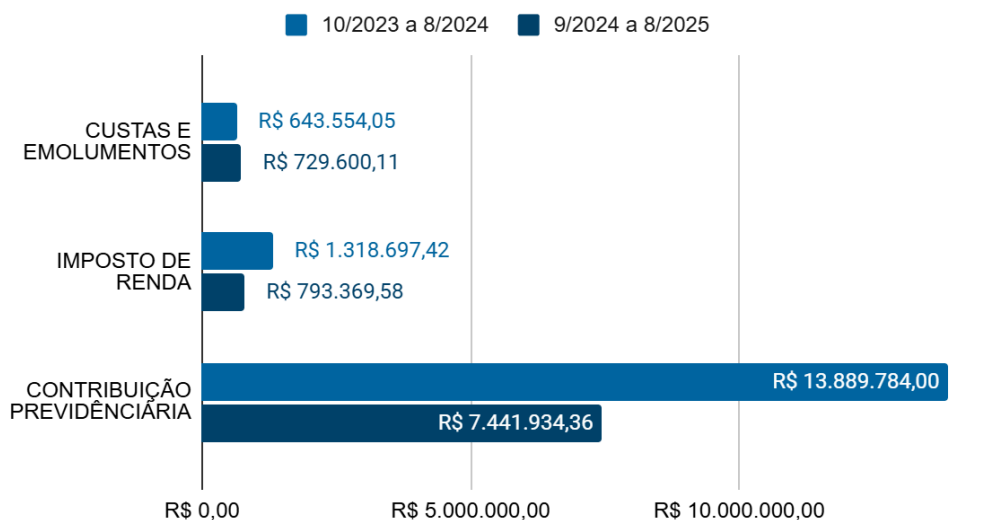 10/2023 a 8/2024 9/2024 a 8/2025
CUSTAS E
EMOLUMENTOS
R$ 643.554,05
R$ 729.600,11
IMPOSTO DE
RENDA
R$ 1.318.697,42
R$ 793.369,58
CONTRIBUIÇÃO
PREVIDÊNCIÁRIA
R$ 13.889.784,00
R$ 7.441.934,36
R$ 0,00 R$ 5.000.000,00 R$ 10.000.000,00